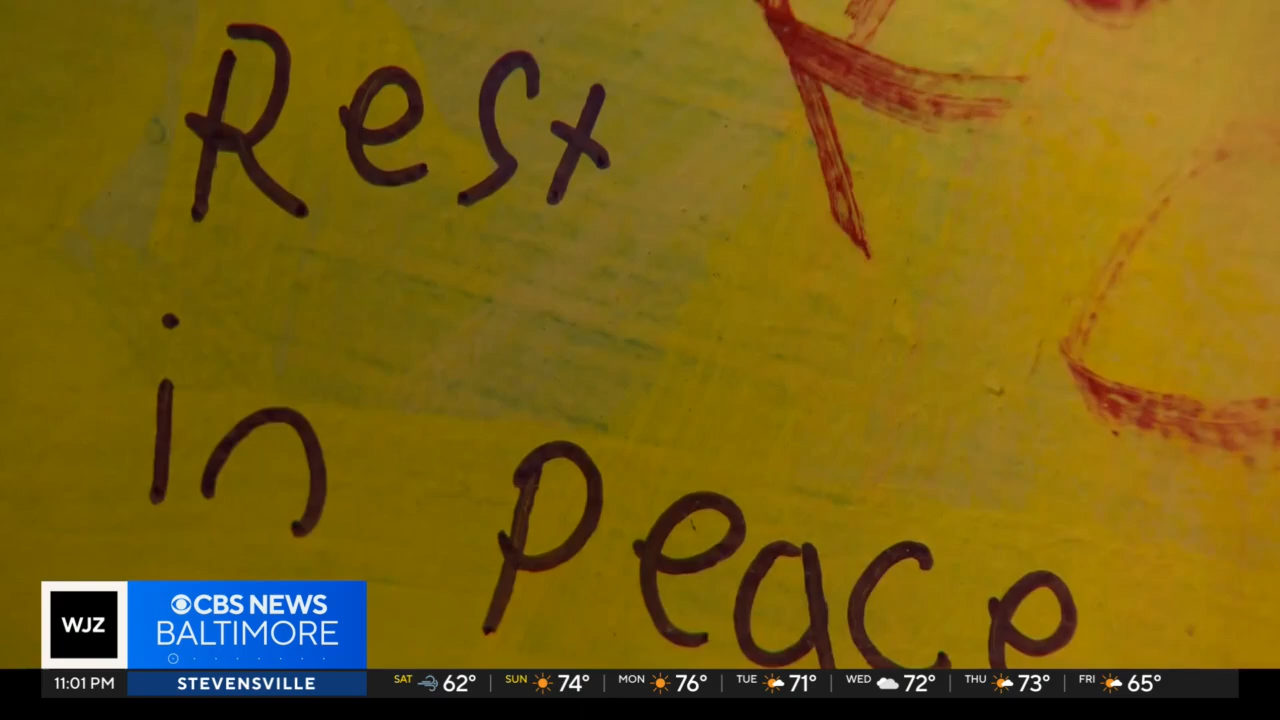 Rest
in Peace
WJZ
CBS NEWS
BALTIMORE
11:01 PM STEVENSVILLE SAT 62° SUN 74° MON 76° TUE 71° WED 72° THU 73° FRI 65°